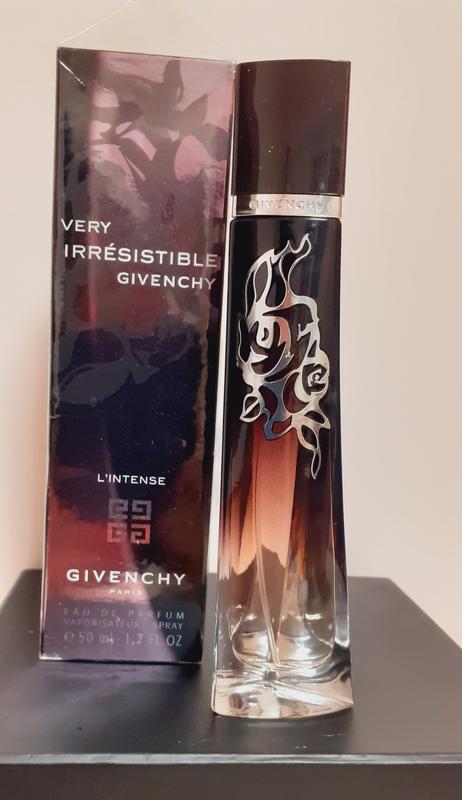 VERY
IRRÉSISTIBLE
GIVENCHY
L'INTENSE
GIVENCHY
PARIS
EAU DE PARFUM
VAPORISATEUR - SPRAY
℮ 50 ml - 1.7 FL.OZ
GIVENCHY